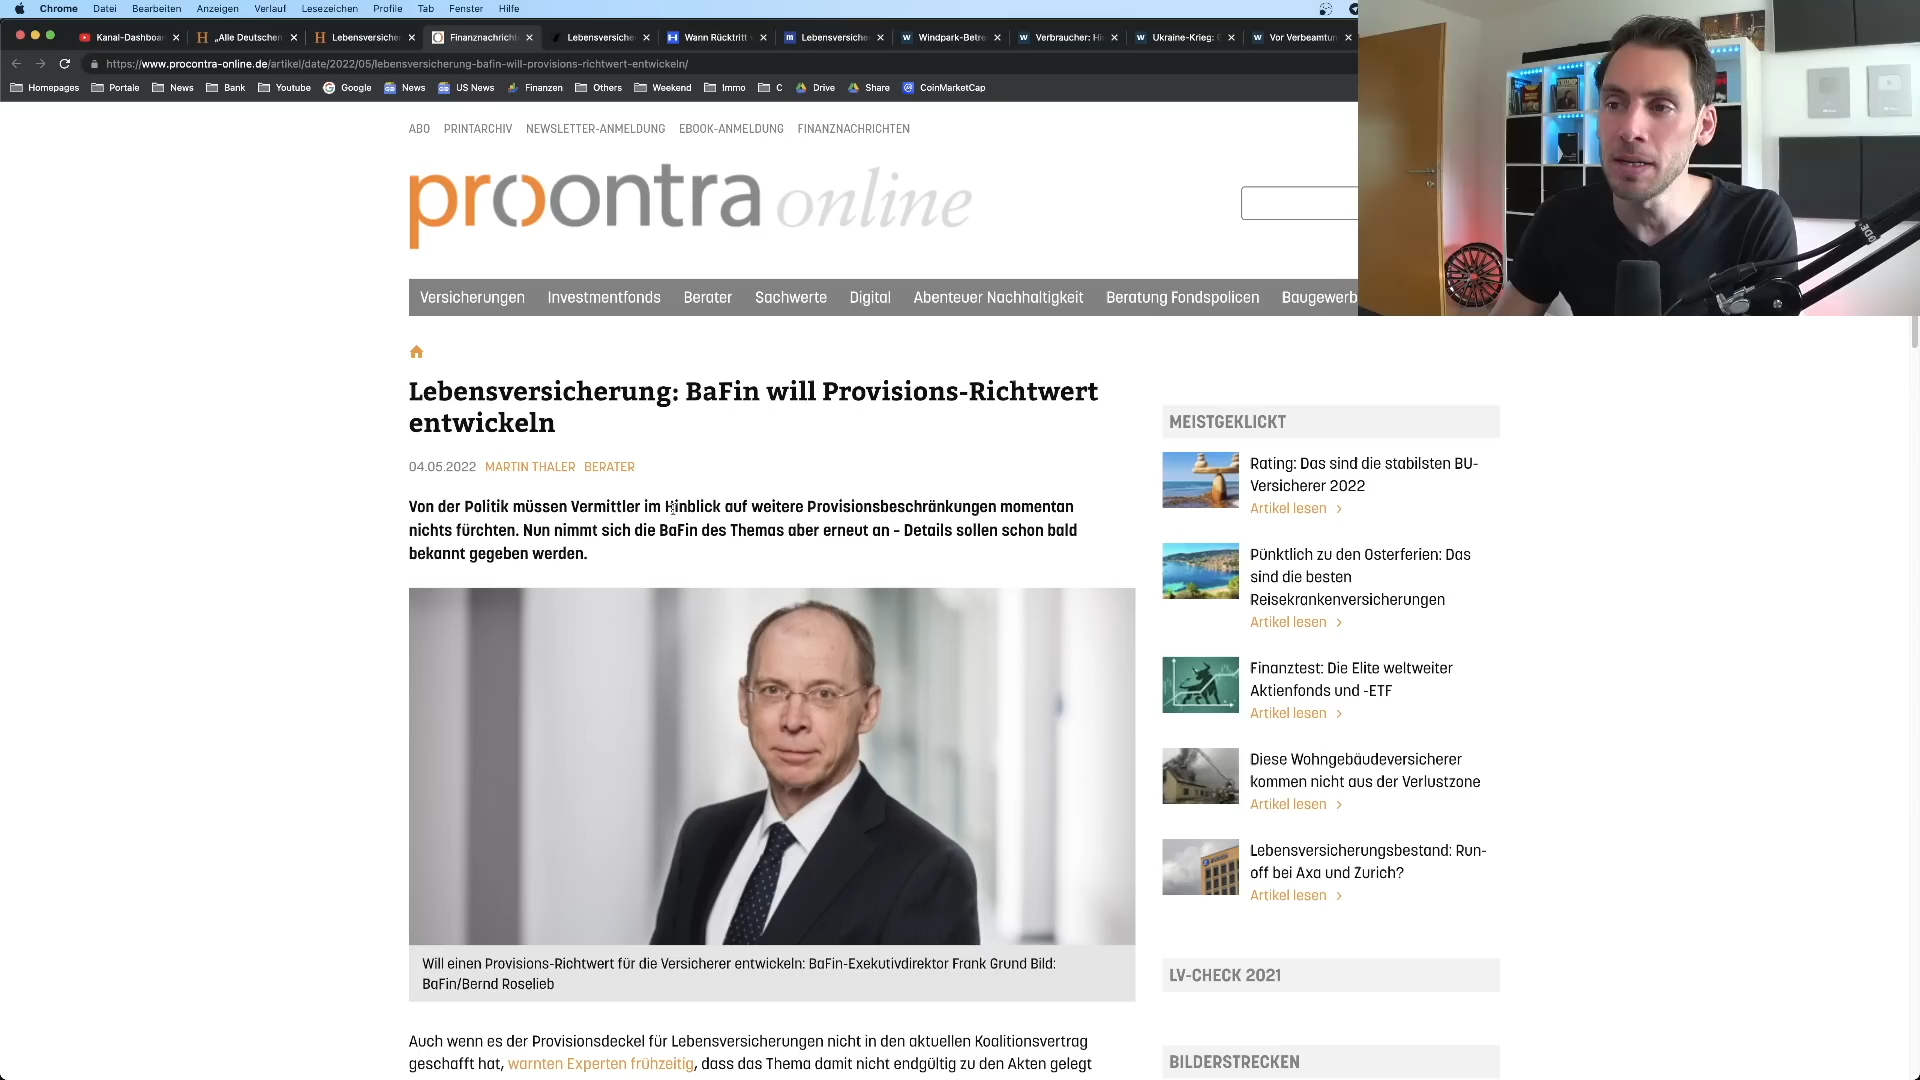 Chrome Datei Bearbeiten Anzeigen Verlauf Lesezeichen Profile Tab Fenster Hilfe
Kanal-Dashboa „Alle Deutschen Lebensversiche Finanznachricht Lebensversiche Wann Rücktritt Lebensversiche Windpark-Betre Verbraucher: Hi Ukraine-Krieg: Vor Verbeamtun
https://www.procontra-online.de/artikel/date/2022/05/lebensversicherung-bafin-will-provisions-richtwert-entwickeln/
Homepages Portale News Bank Youtube Google News US News Finanzen Others Weekend Immo C Drive Share CoinMarketCap
ABO PRINTARCHIV NEWSLETTER-ANMELDUNG EBOOK-ANMELDUNG FINANZNACHRICHTEN
procontra online
Versicherungen Investmentfonds Berater Sachwerte Digital Abenteuer Nachhaltigkeit Beratung Fondspolicen Baugewerb
Lebensversicherung: BaFin will Provisions-Richtwert
entwickeln
04.05.2022 MARTIN THALER BERATER
Von der Politik müssen Vermittler im Hinblick auf weitere Provisionsbeschränkungen momentan
nichts fürchten. Nun nimmt sich die BaFin des Themas aber erneut an – Details sollen schon bald
bekannt gegeben werden.
Will einen Provisions-Richtwert für die Versicherer entwickeln: BaFin-Exekutivdirektor Frank Grund Bild:
BaFin/Bernd Roselieb
Auch wenn es der Provisionsdeckel für Lebensversicherungen nicht in den aktuellen Koalitionsvertrag
geschafft hat, warnten Experten frühzeitig, dass das Thema damit nicht endgültig zu den Akten gelegt
MEISTGEKLICKT
Rating: Das sind die stabilsten BU-
Versicherer 2022
Artikel lesen >
Pünktlich zu den Osterferien: Das
sind die besten
Reisekrankenversicherungen
Artikel lesen >
Finanztest: Die Elite weltweiter
Aktienfonds und -ETF
Artikel lesen >
Diese Wohngebäudeversicherer
kommen nicht aus der Verlustzone
Artikel lesen >
Lebensversicherungsbestand: Run-
off bei Axa und Zurich?
Artikel lesen >
LV-CHECK 2021
BILDERSTRECKEN